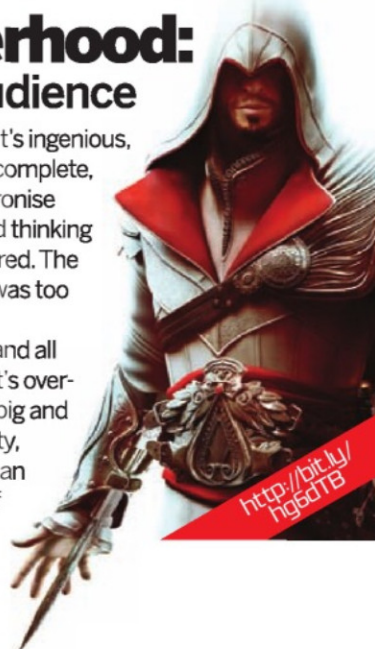 erhood:
udience
t's ingenious,
complete,
ronise
d thinking
red. The
was too
and all
t's over-
big and
ty,
an
http://bit.ly/
hg6dTB